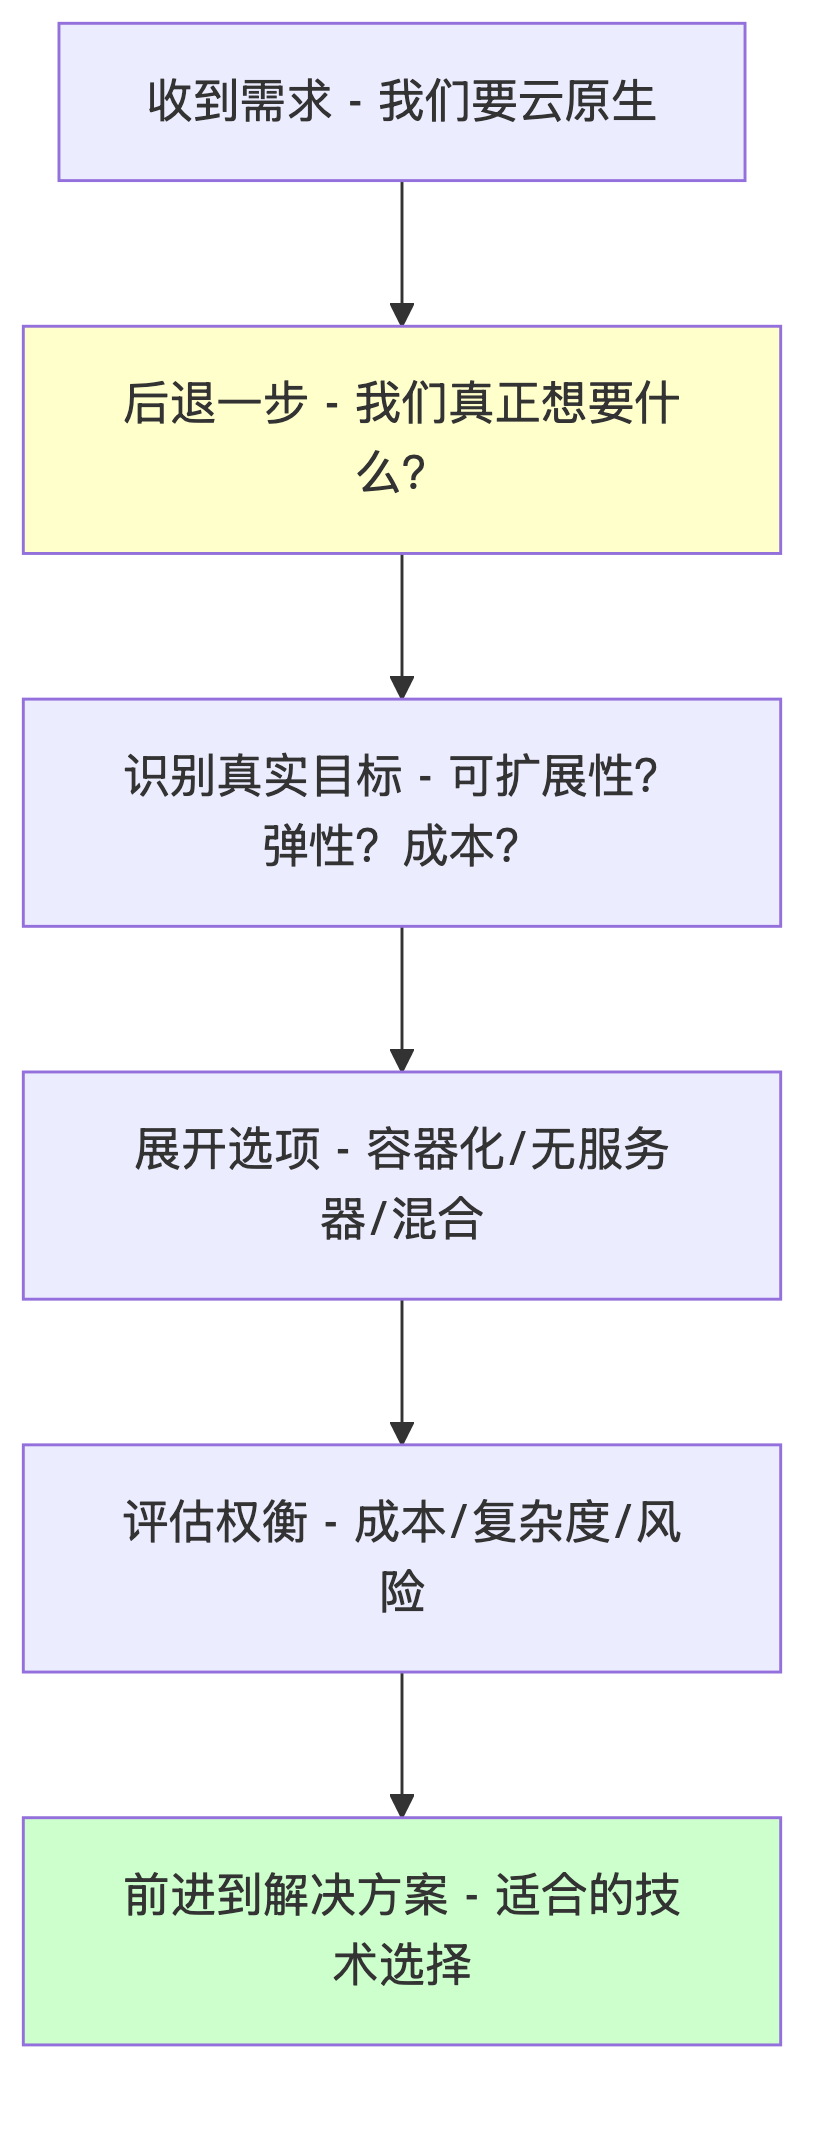 收到需求 - 我们要云原生
后退一步 - 我们真正想要什
么？
识别真实目标 - 可扩展性？
弹性？成本？
展开选项 - 容器化/无服务
器/混合
评估权衡 - 成本/复杂度/风
险
前进到解决方案 - 适合的技
术选择